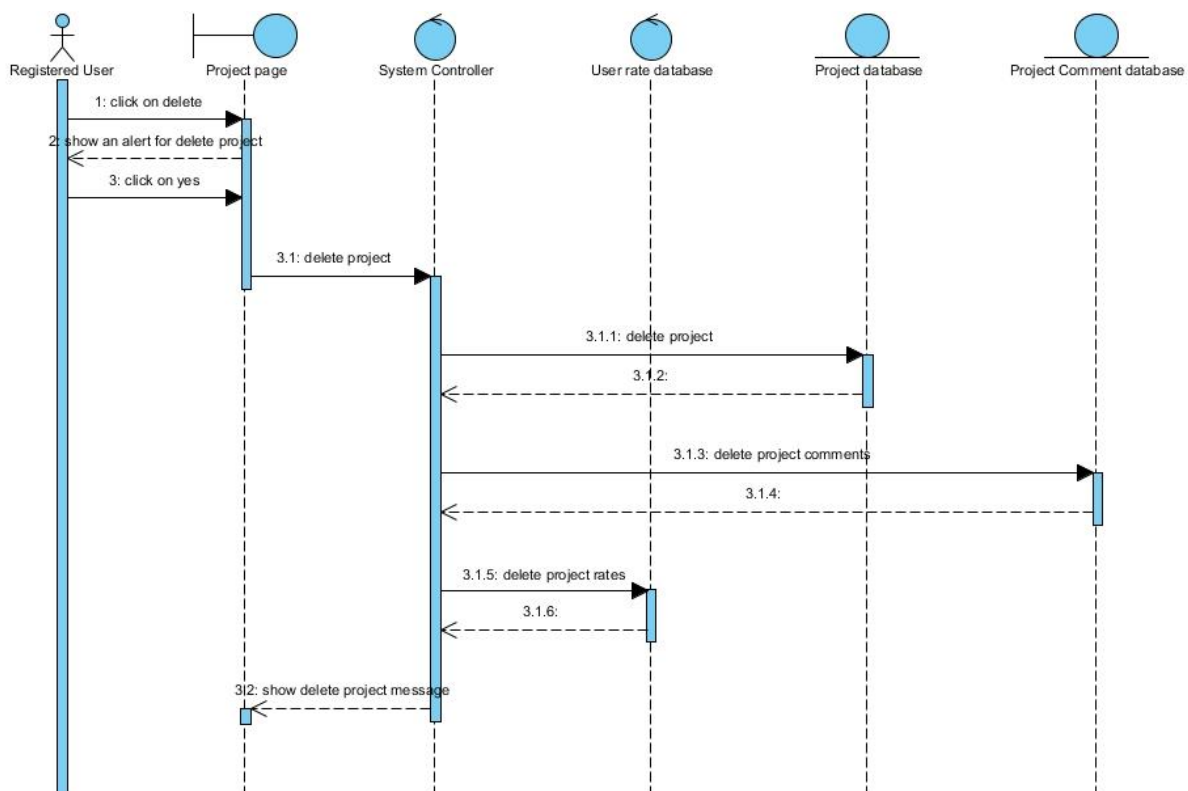 Registered User
Project page
System Controller
User rate database
Project database
Project Comment database
1: click on delete
2: show an alert for delete project
3: click on yes
3.1: delete project
3.1.1: delete project
3.1.2:
3.1.3: delete project comments
3.1.4:
3.1.5: delete project rates
3.1.6:
3.2: show delete project message